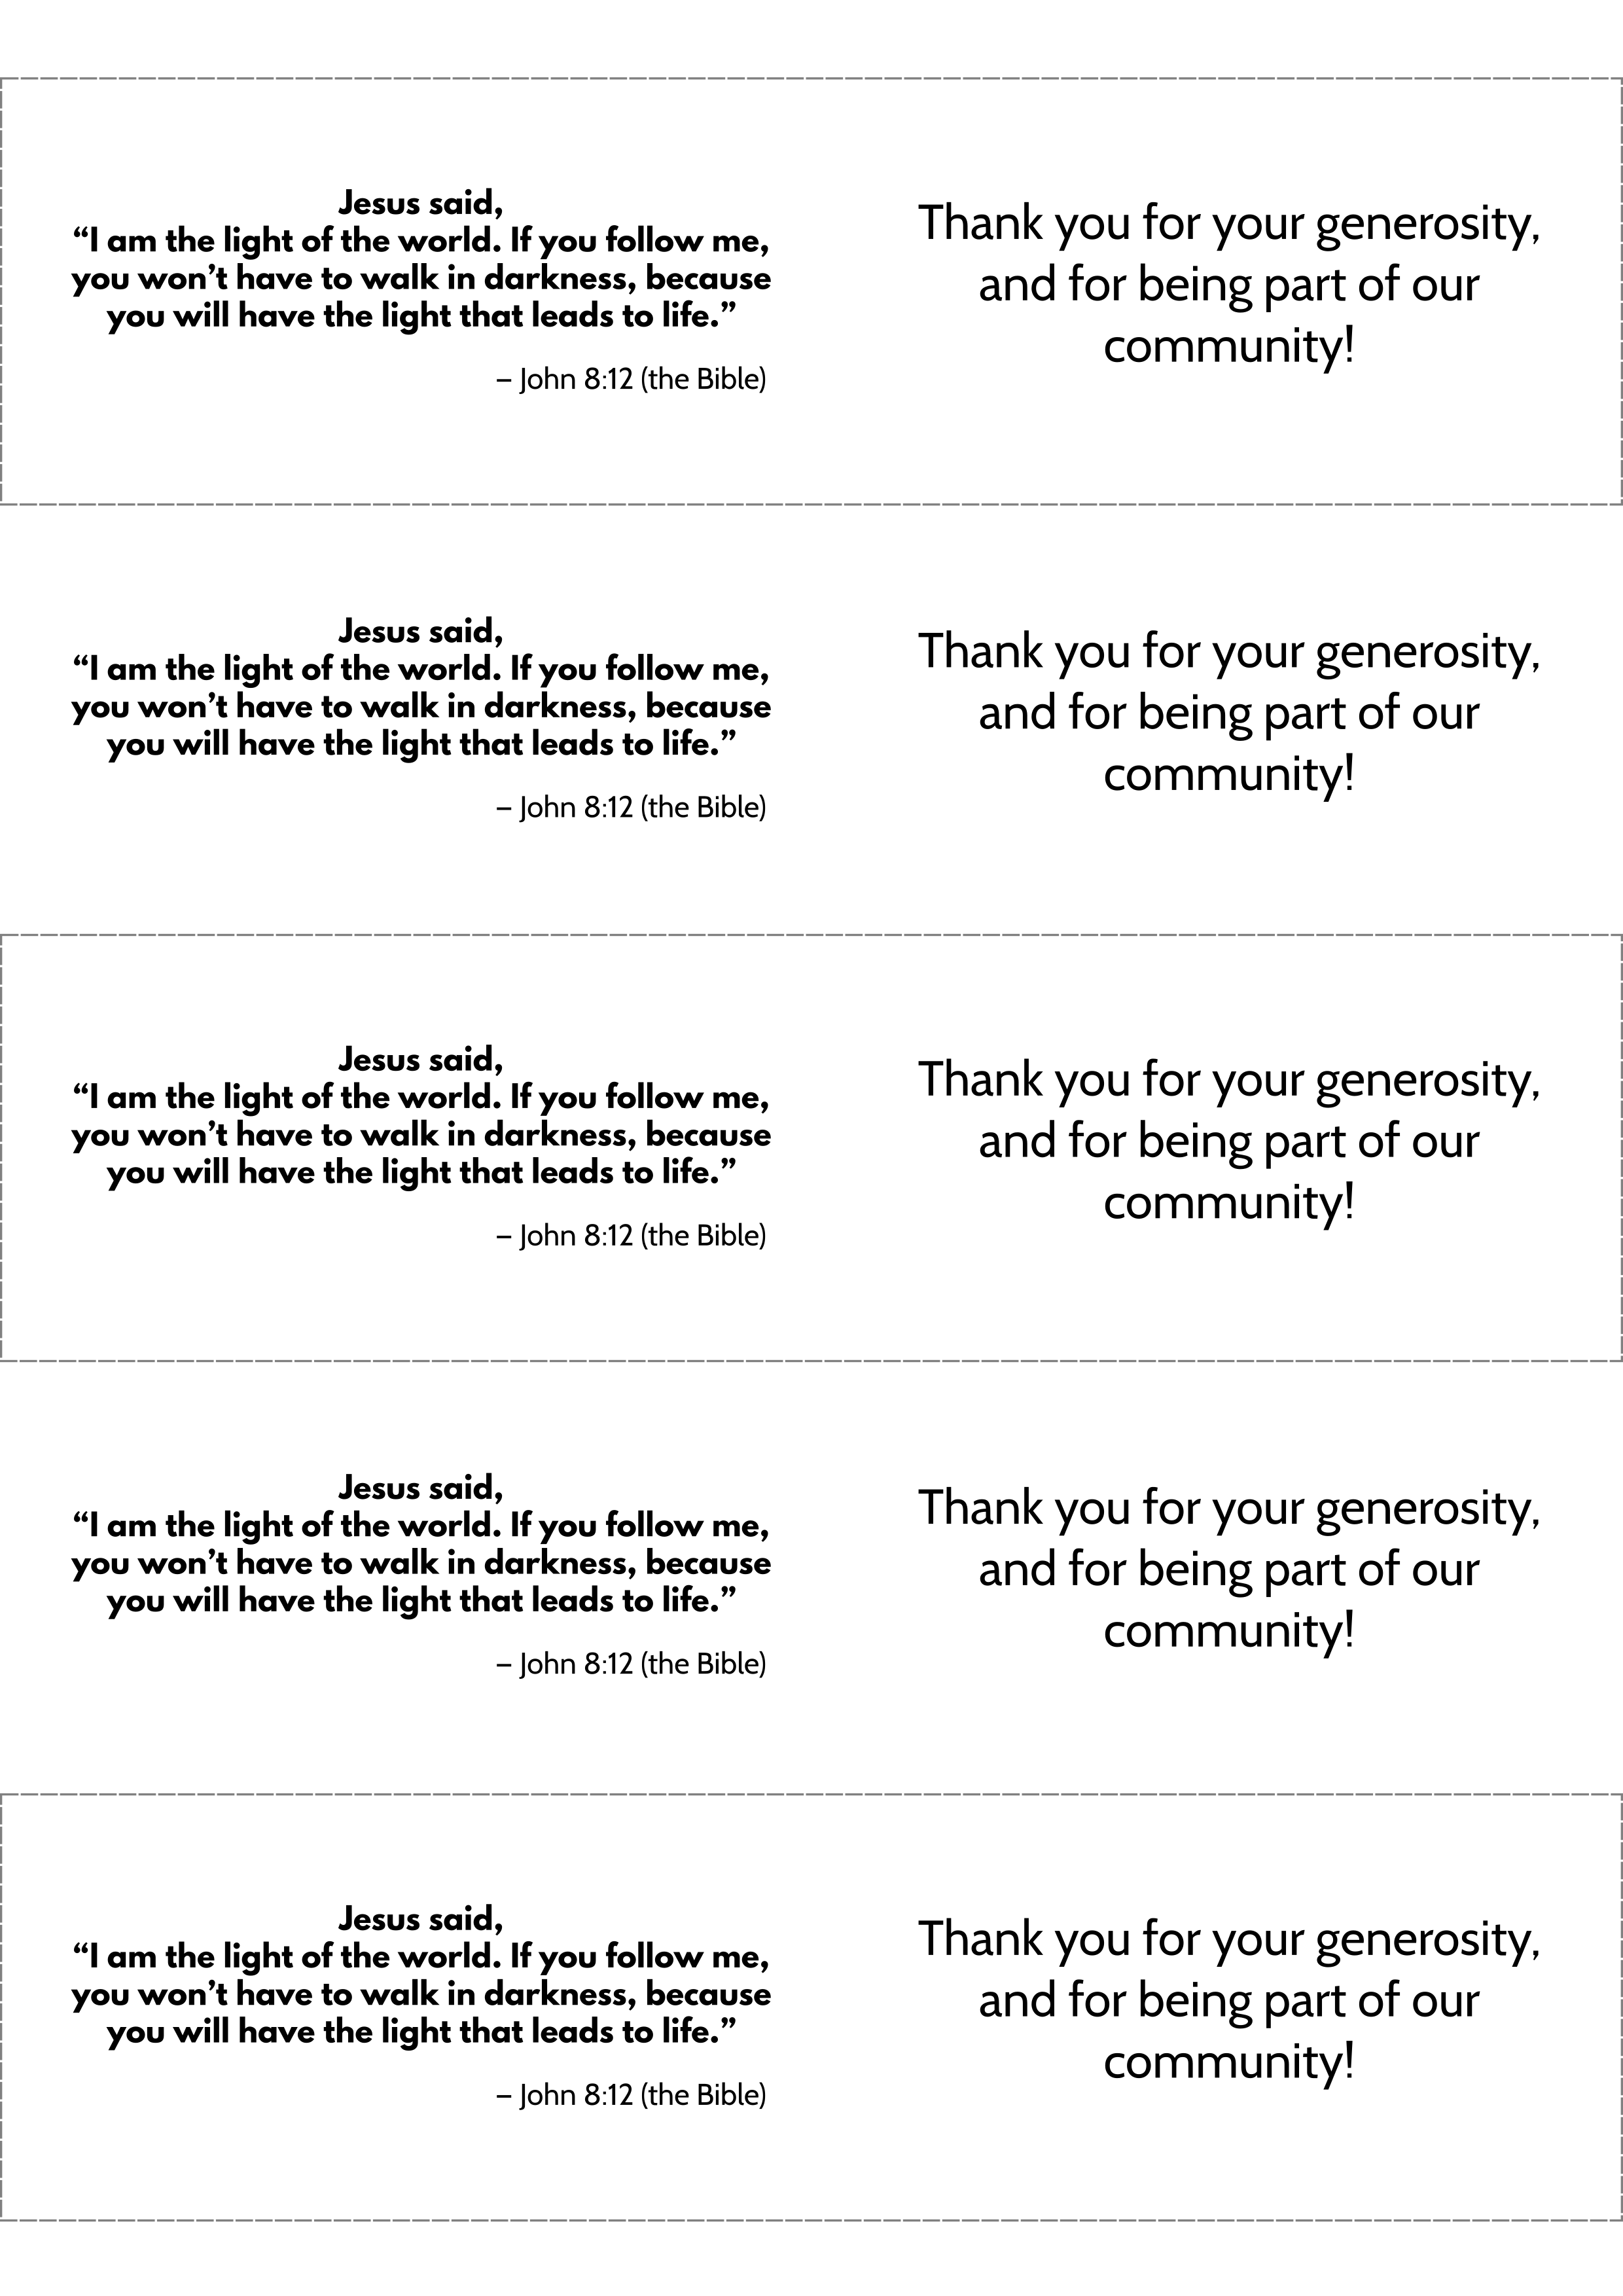 Jesus said,
“I am the light of the world. If you follow me,
you won’t have to walk in darkness, because
you will have the light that leads to life.”
– John 8:12 (the Bible)
Thank you for your generosity,
and for being part of our
community!
Jesus said,
“I am the light of the world. If you follow me,
you won’t have to walk in darkness, because
you will have the light that leads to life.”
– John 8:12 (the Bible)
Thank you for your generosity,
and for being part of our
community!
Jesus said,
“I am the light of the world. If you follow me,
you won’t have to walk in darkness, because
you will have the light that leads to life.”
– John 8:12 (the Bible)
Thank you for your generosity,
and for being part of our
community!
Jesus said,
“I am the light of the world. If you follow me,
you won’t have to walk in darkness, because
you will have the light that leads to life.”
– John 8:12 (the Bible)
Thank you for your generosity,
and for being part of our
community!
Jesus said,
“I am the light of the world. If you follow me,
you won’t have to walk in darkness, because
you will have the light that leads to life.”
– John 8:12 (the Bible)
Thank you for your generosity,
and for being part of our
community!